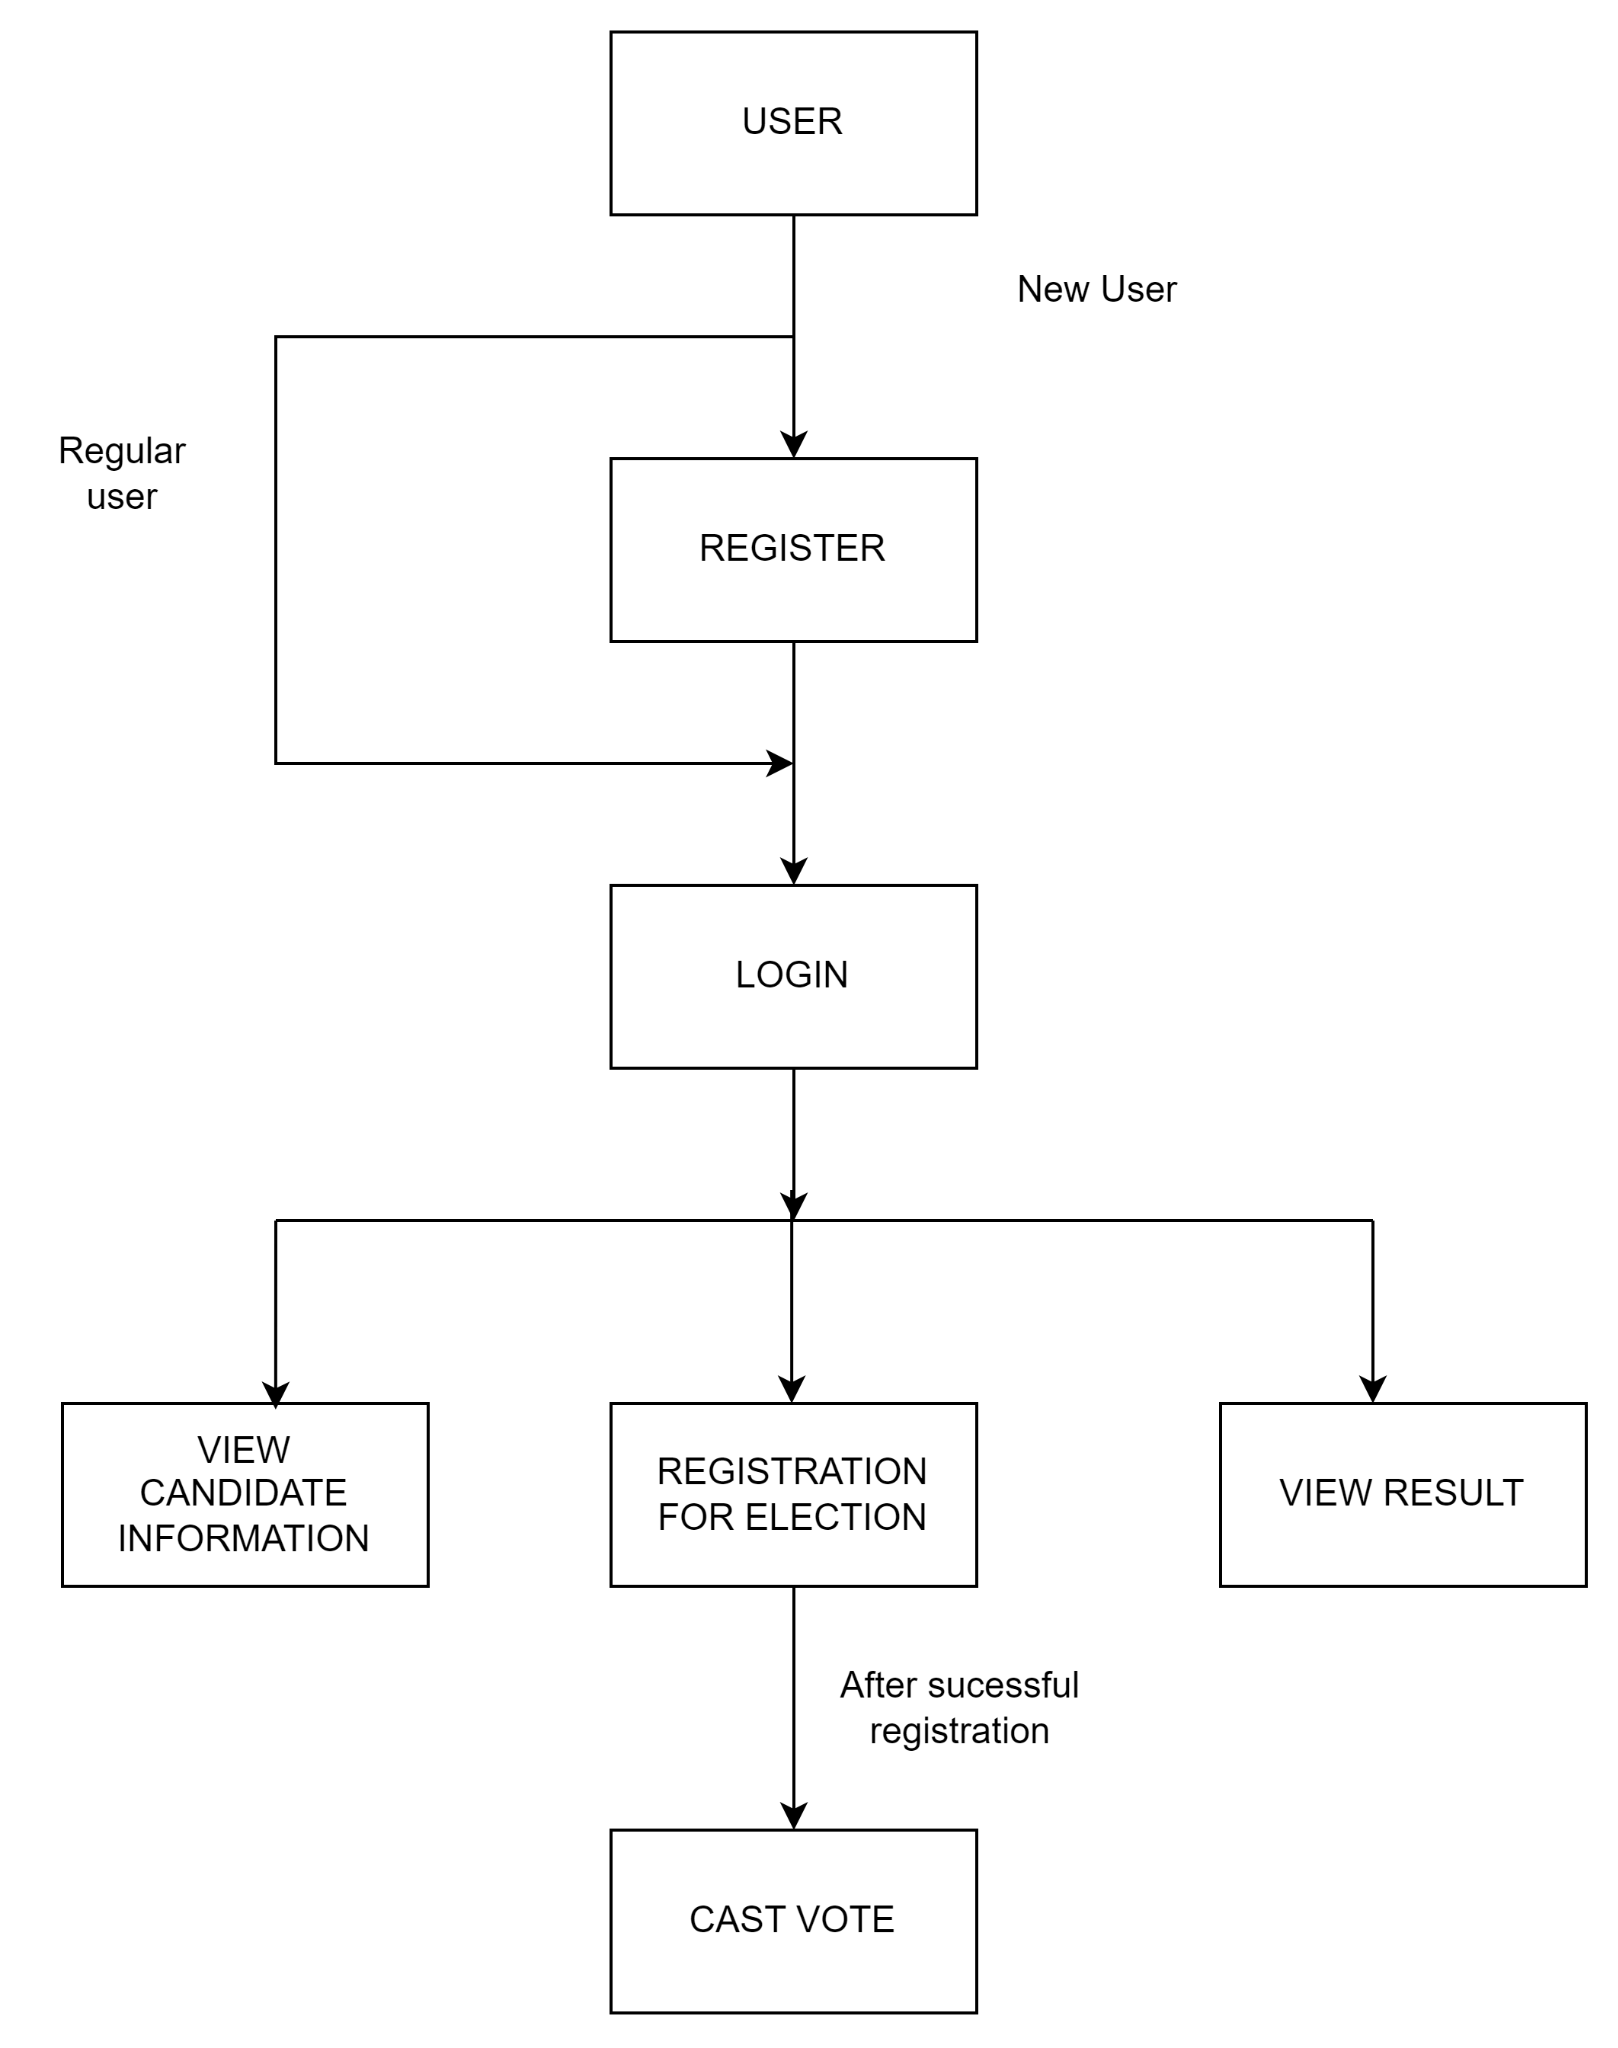 USER
New User
Regular
user
REGISTER
LOGIN
VIEW
CANDIDATE
INFORMATION
REGISTRATION
FOR ELECTION
VIEW RESULT
After sucessful
registration
CAST VOTE